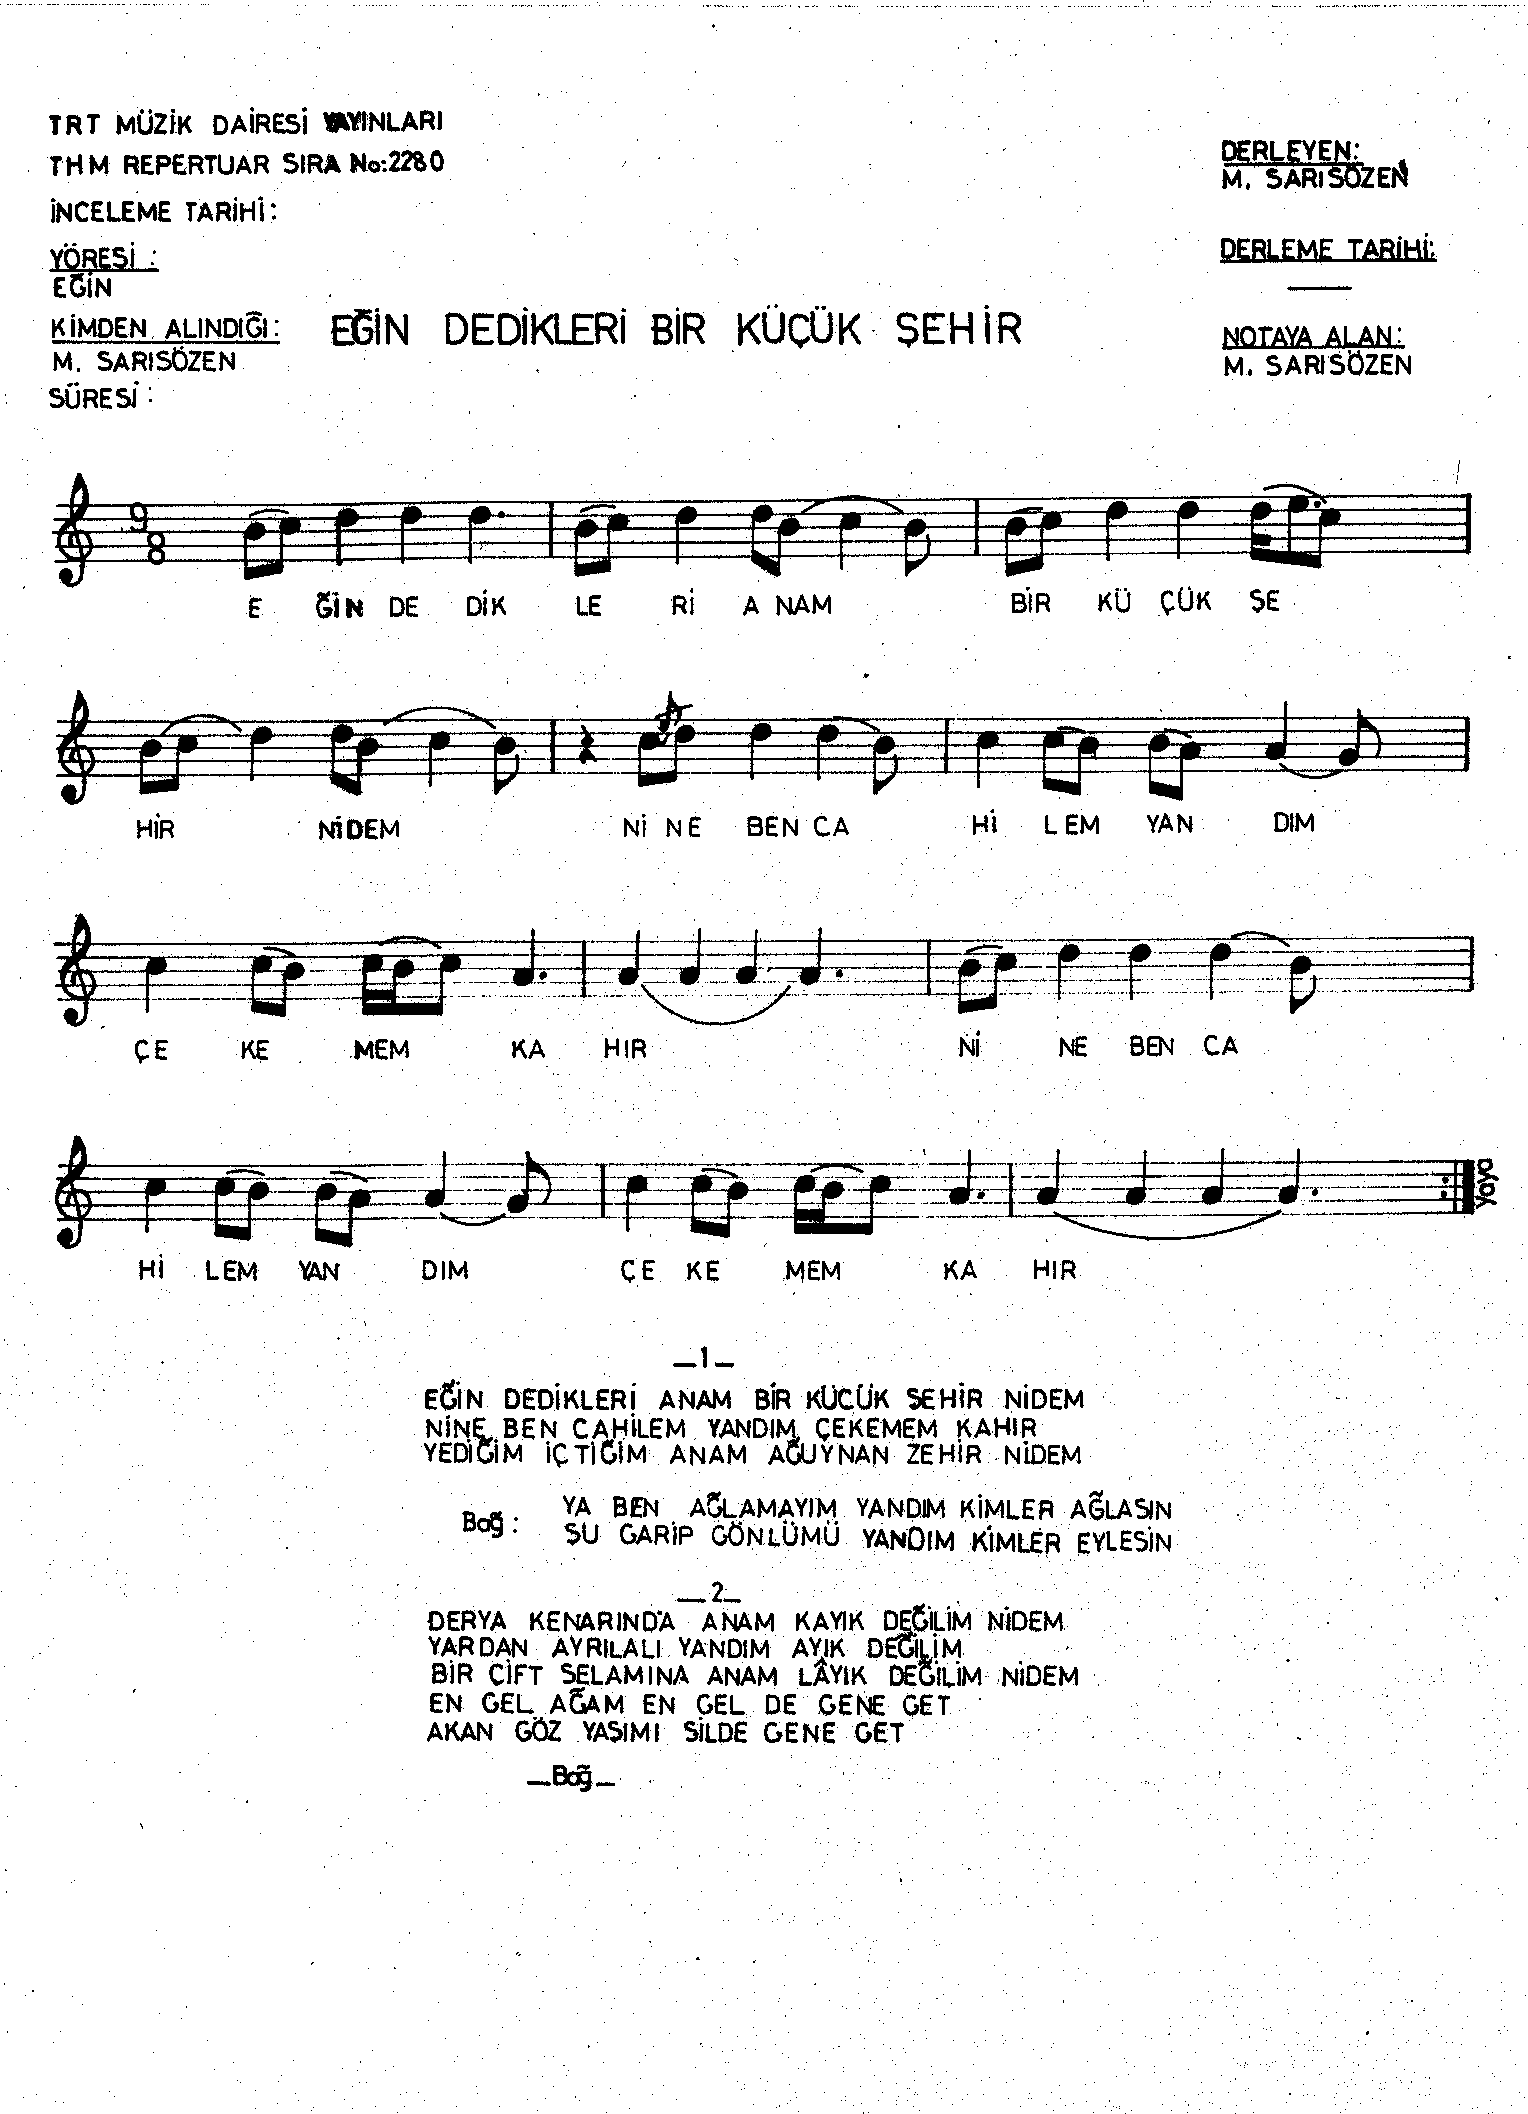 TRT MÜZİK DAİRESİ YAYINLARI
THM REPERTUAR SIRA No:2280
İNCELEME TARİHİ:
YÖRESİ :
EĞİN
KİMDEN ALINDIĞI:
M. SARISÖZEN
SÜRESİ :
EĞİN DEDİKLERİ BİR KÜÇÜK ŞEHİR
DERLEYEN:
M. SARISÖZEN
DERLEME TARİHİ:
NOTAYA ALAN:
M. SARISÖZEN
9
8
E ĞİN DE DİK LE Rİ A NAM BİR KÜ ÇÜK ŞE
HİR NİDEM Nİ NE BEN CA Hİ LEM YAN DIM
ÇE KE MEM KA HIR Nİ NE BEN CA
Hİ LEM YAN DIM ÇE KE MEM KA HIR
yaya
_1_
EĞİN DEDİKLERİ ANAM BİR KÜCÜK SEHİR NİDEM
NİNE BEN CAHİLEM YANDIM ÇEKEMEM KAHIR
YEDİĞİM İÇTİĞİM ANAM AĞUYNAN ZEHİR NİDEM
Bağ: YA BEN AĞLAMAYIM YANDIM KİMLER AĞLASIN
SU GARİP GÖNLÜMÜ YANDIM KİMLER EYLESİN
_2_
DERYA KENARINDA ANAM KAYIK DEĞİLİM NİDEM
YARDAN AYRILALI YANDIM AYIK DEĞİLİM
BİR ÇİFT SELAMINA ANAM LÂYIK DEĞİLİM NİDEM
EN GEL AĞAM EN GEL DE GENE GET
AKAN GÖZ YASIMI SİLDE GENE GET
_Bağ_